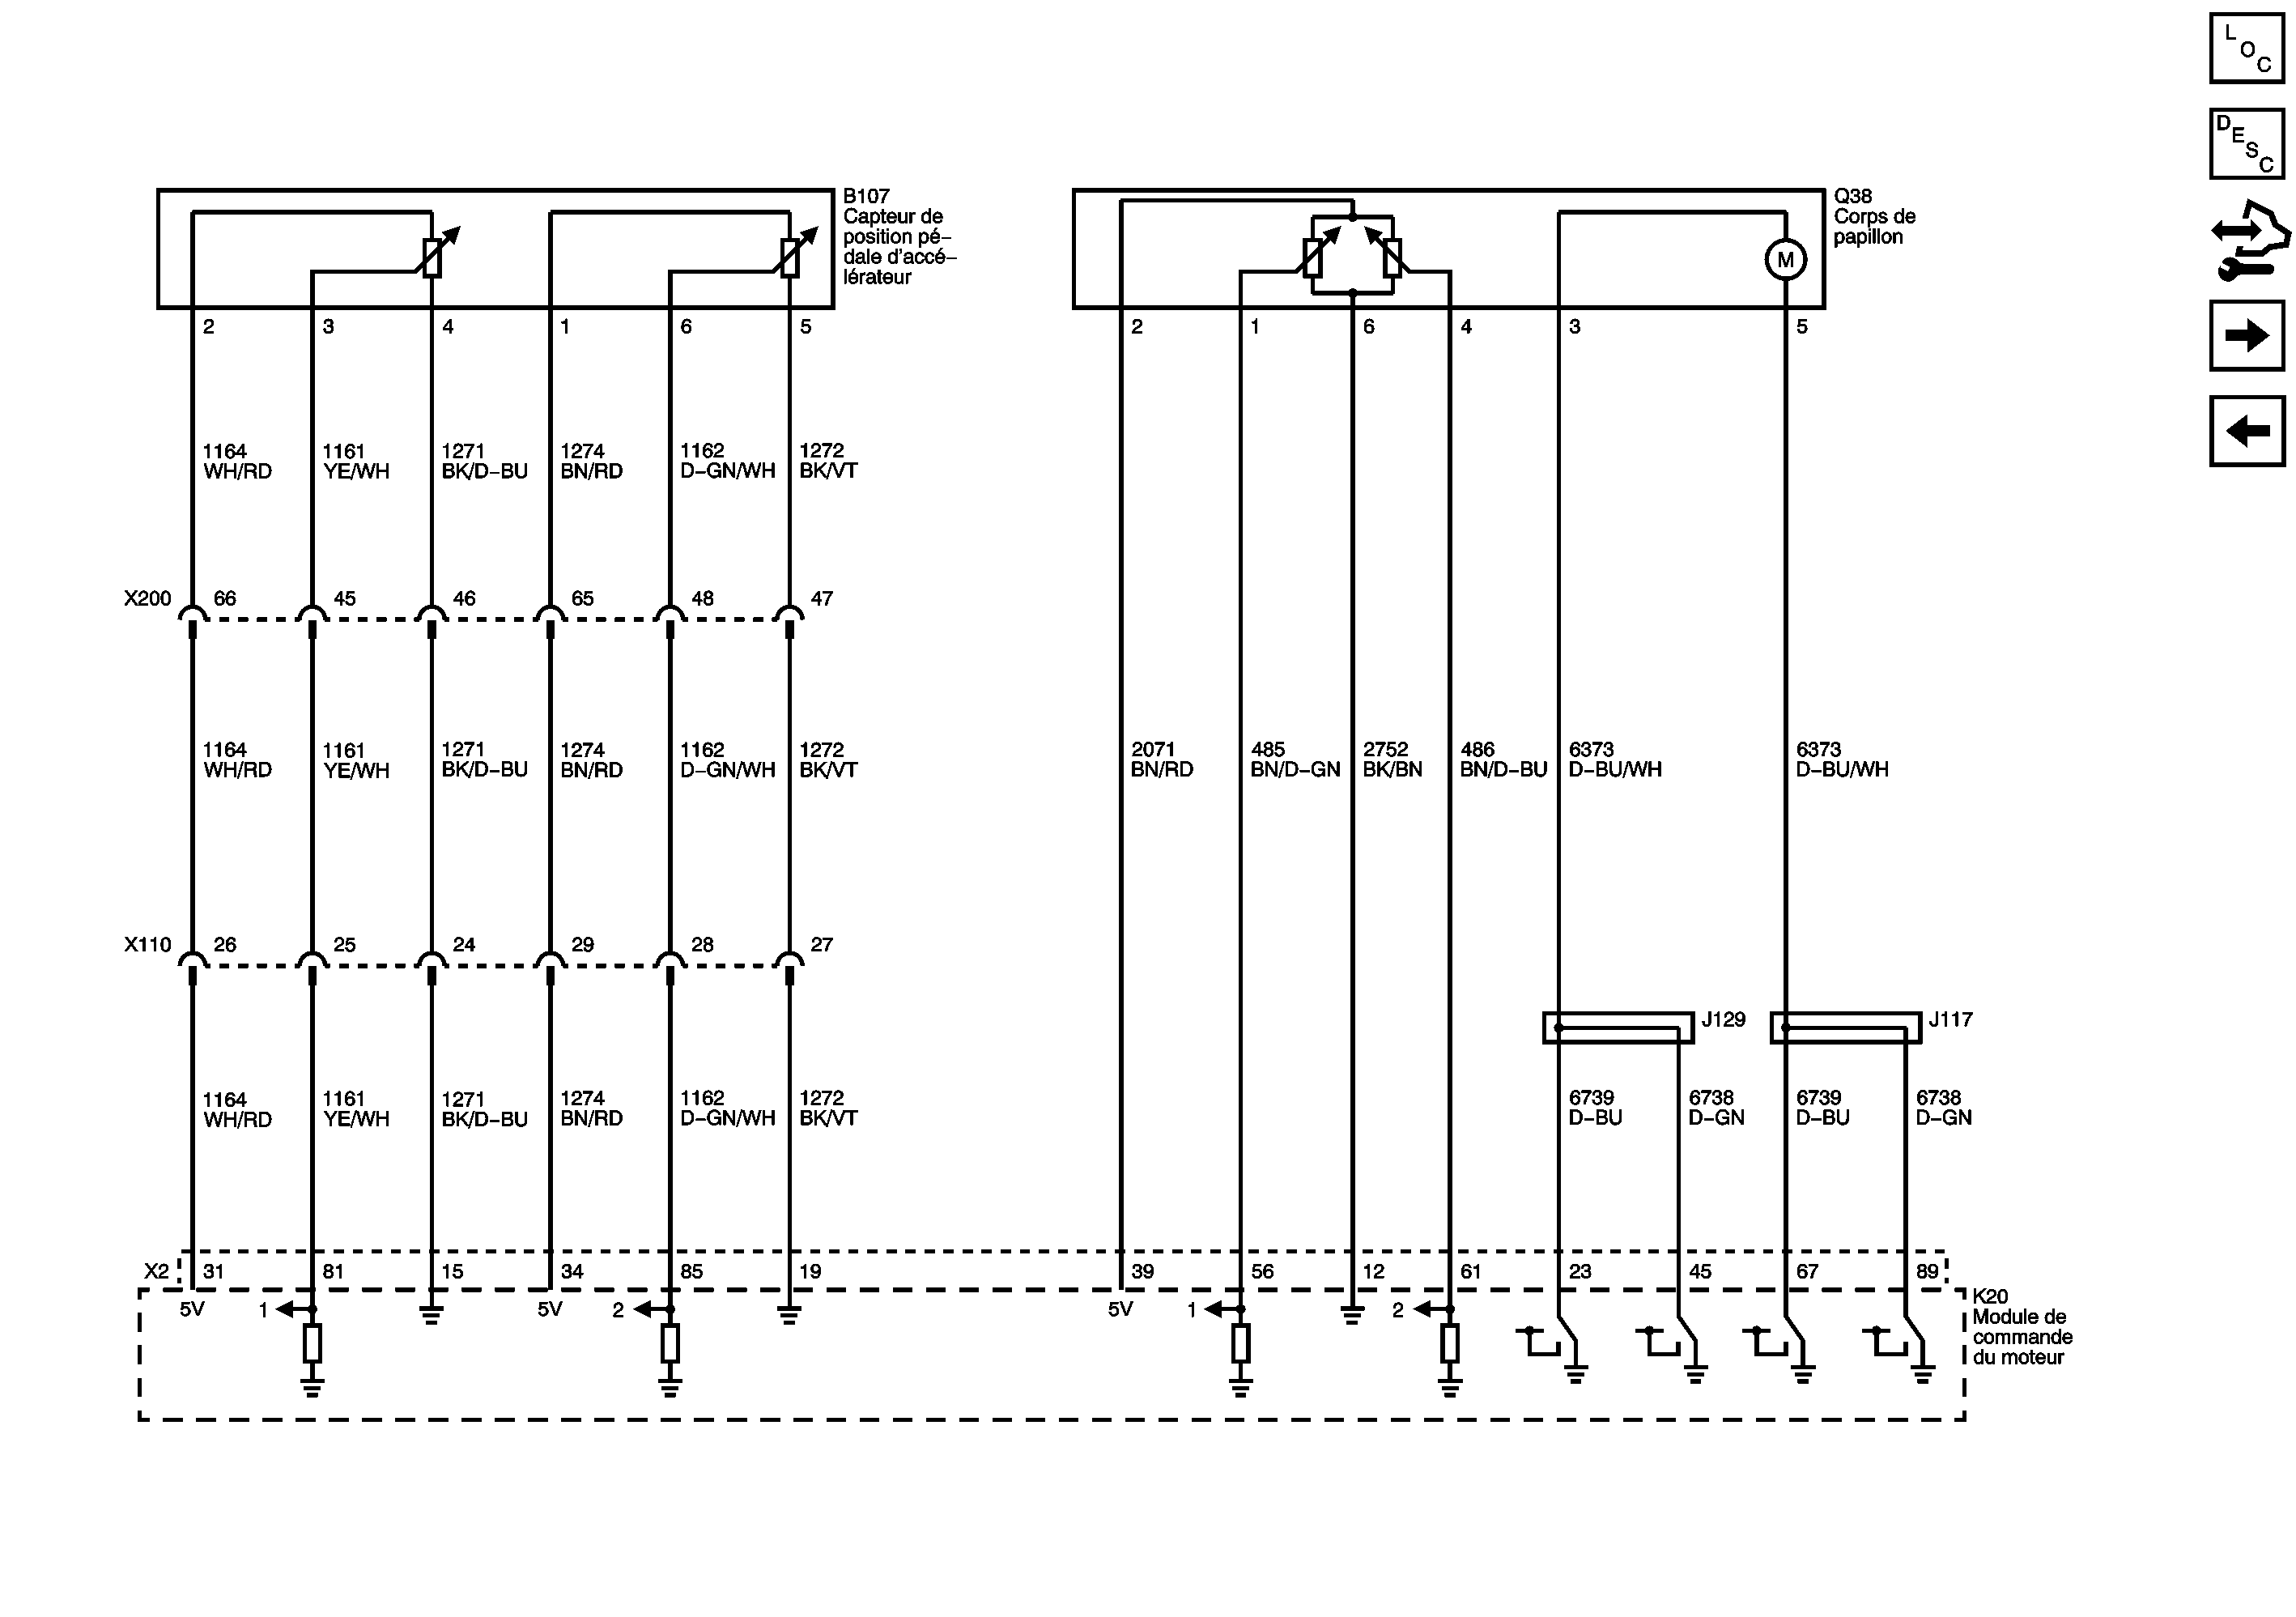 L
O
C
D
E
S
C
B107
Capteur de
position pé–
dale d'accé–
lérateur
Q38
Corps de
papillon
M
2 3 4 1 6 5 2 1 6 4 3 5
1164 1161 1271 1274 1162 1272
WH/RD YE/WH BK/D–BU BN/RD D–GN/WH BK/VT
X200 66 45 46 65 48 47
1164 1161 1271 1274 1162 1272 2071 485 2752 486 6373 6373
WH/RD YE/WH BK/D–BU BN/RD D–GN/WH BK/VT BN/RD BN/D–GN BK/BN BN/D–BU D–BU/WH D–BU/WH
X110 26 25 24 29 28 27
J129 J117
1164 1161 1271 1274 1162 1272 6739 6738 6739 6738
WH/RD YE/WH BK/D–BU BN/RD D–GN/WH BK/VT D–BU D–GN D–BU D–GN
X2 31 81 15 34 85 19 39 56 12 61 23 45 67 89
5V 1 5V 2 5V 1 2
K20
Module de
commande
du moteur